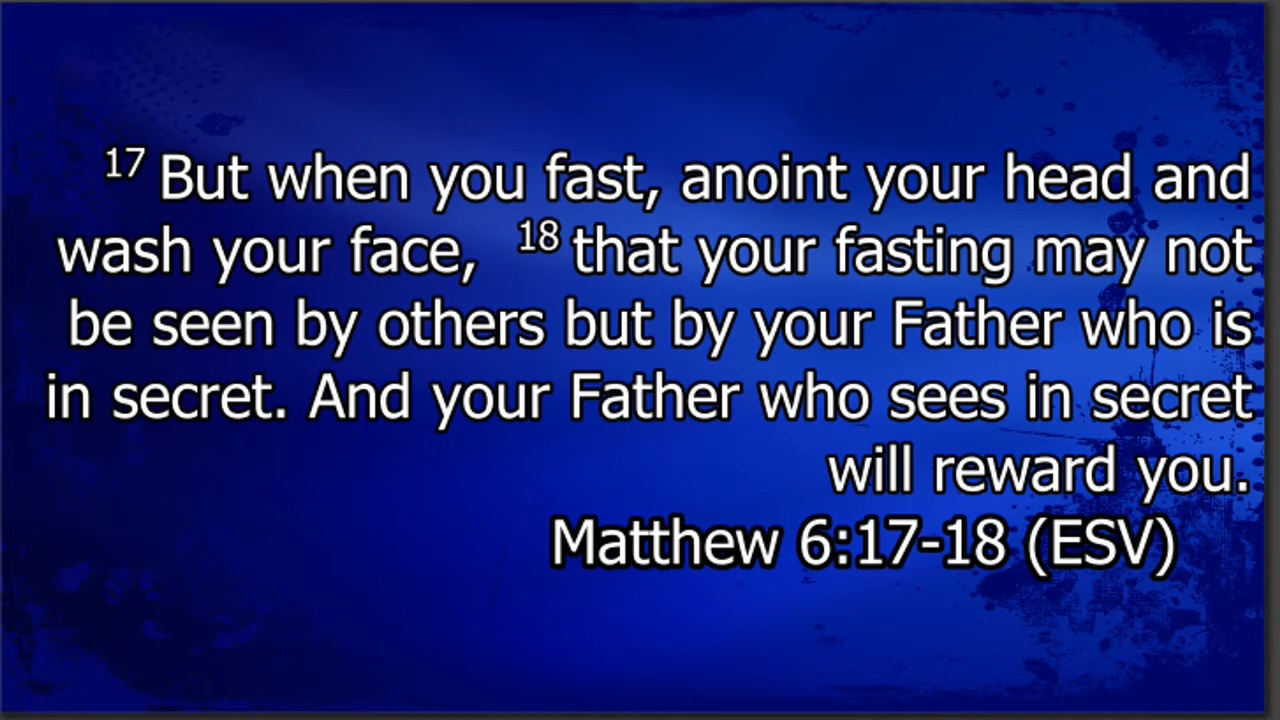 17 But when you fast, anoint your head and
wash your face, 18 that your fasting may not
be seen by others but by your Father who is
in secret. And your Father who sees in secret
will reward you.
Matthew 6:17-18 (ESV)